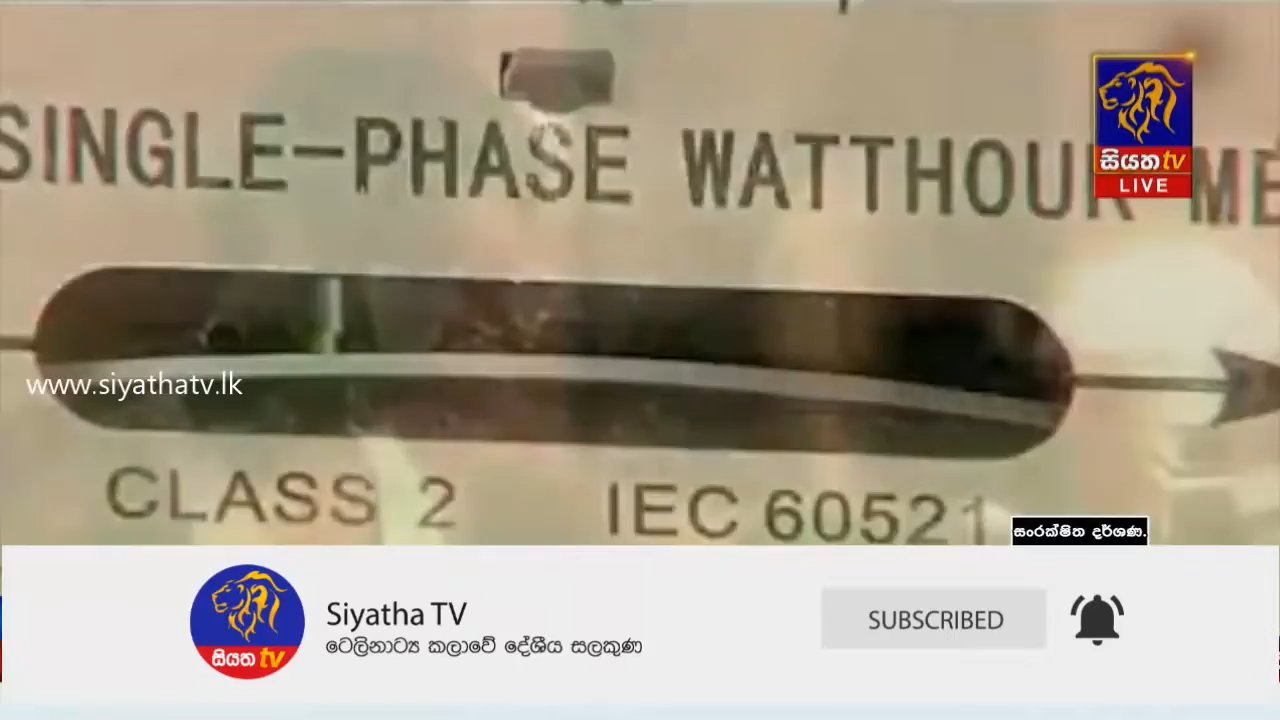 SINGLE-PHASE WATTHOUR ME
සියත tv
LIVE
www.siyathatv.lk
CLASS 2 IEC 60521
සංරක්ෂිත දර්ශණ.
Siyatha TV
ටෙලිනාට්‍ය කලාවේ දේශීය සලකුණ
සියත tv
SUBSCRIBED